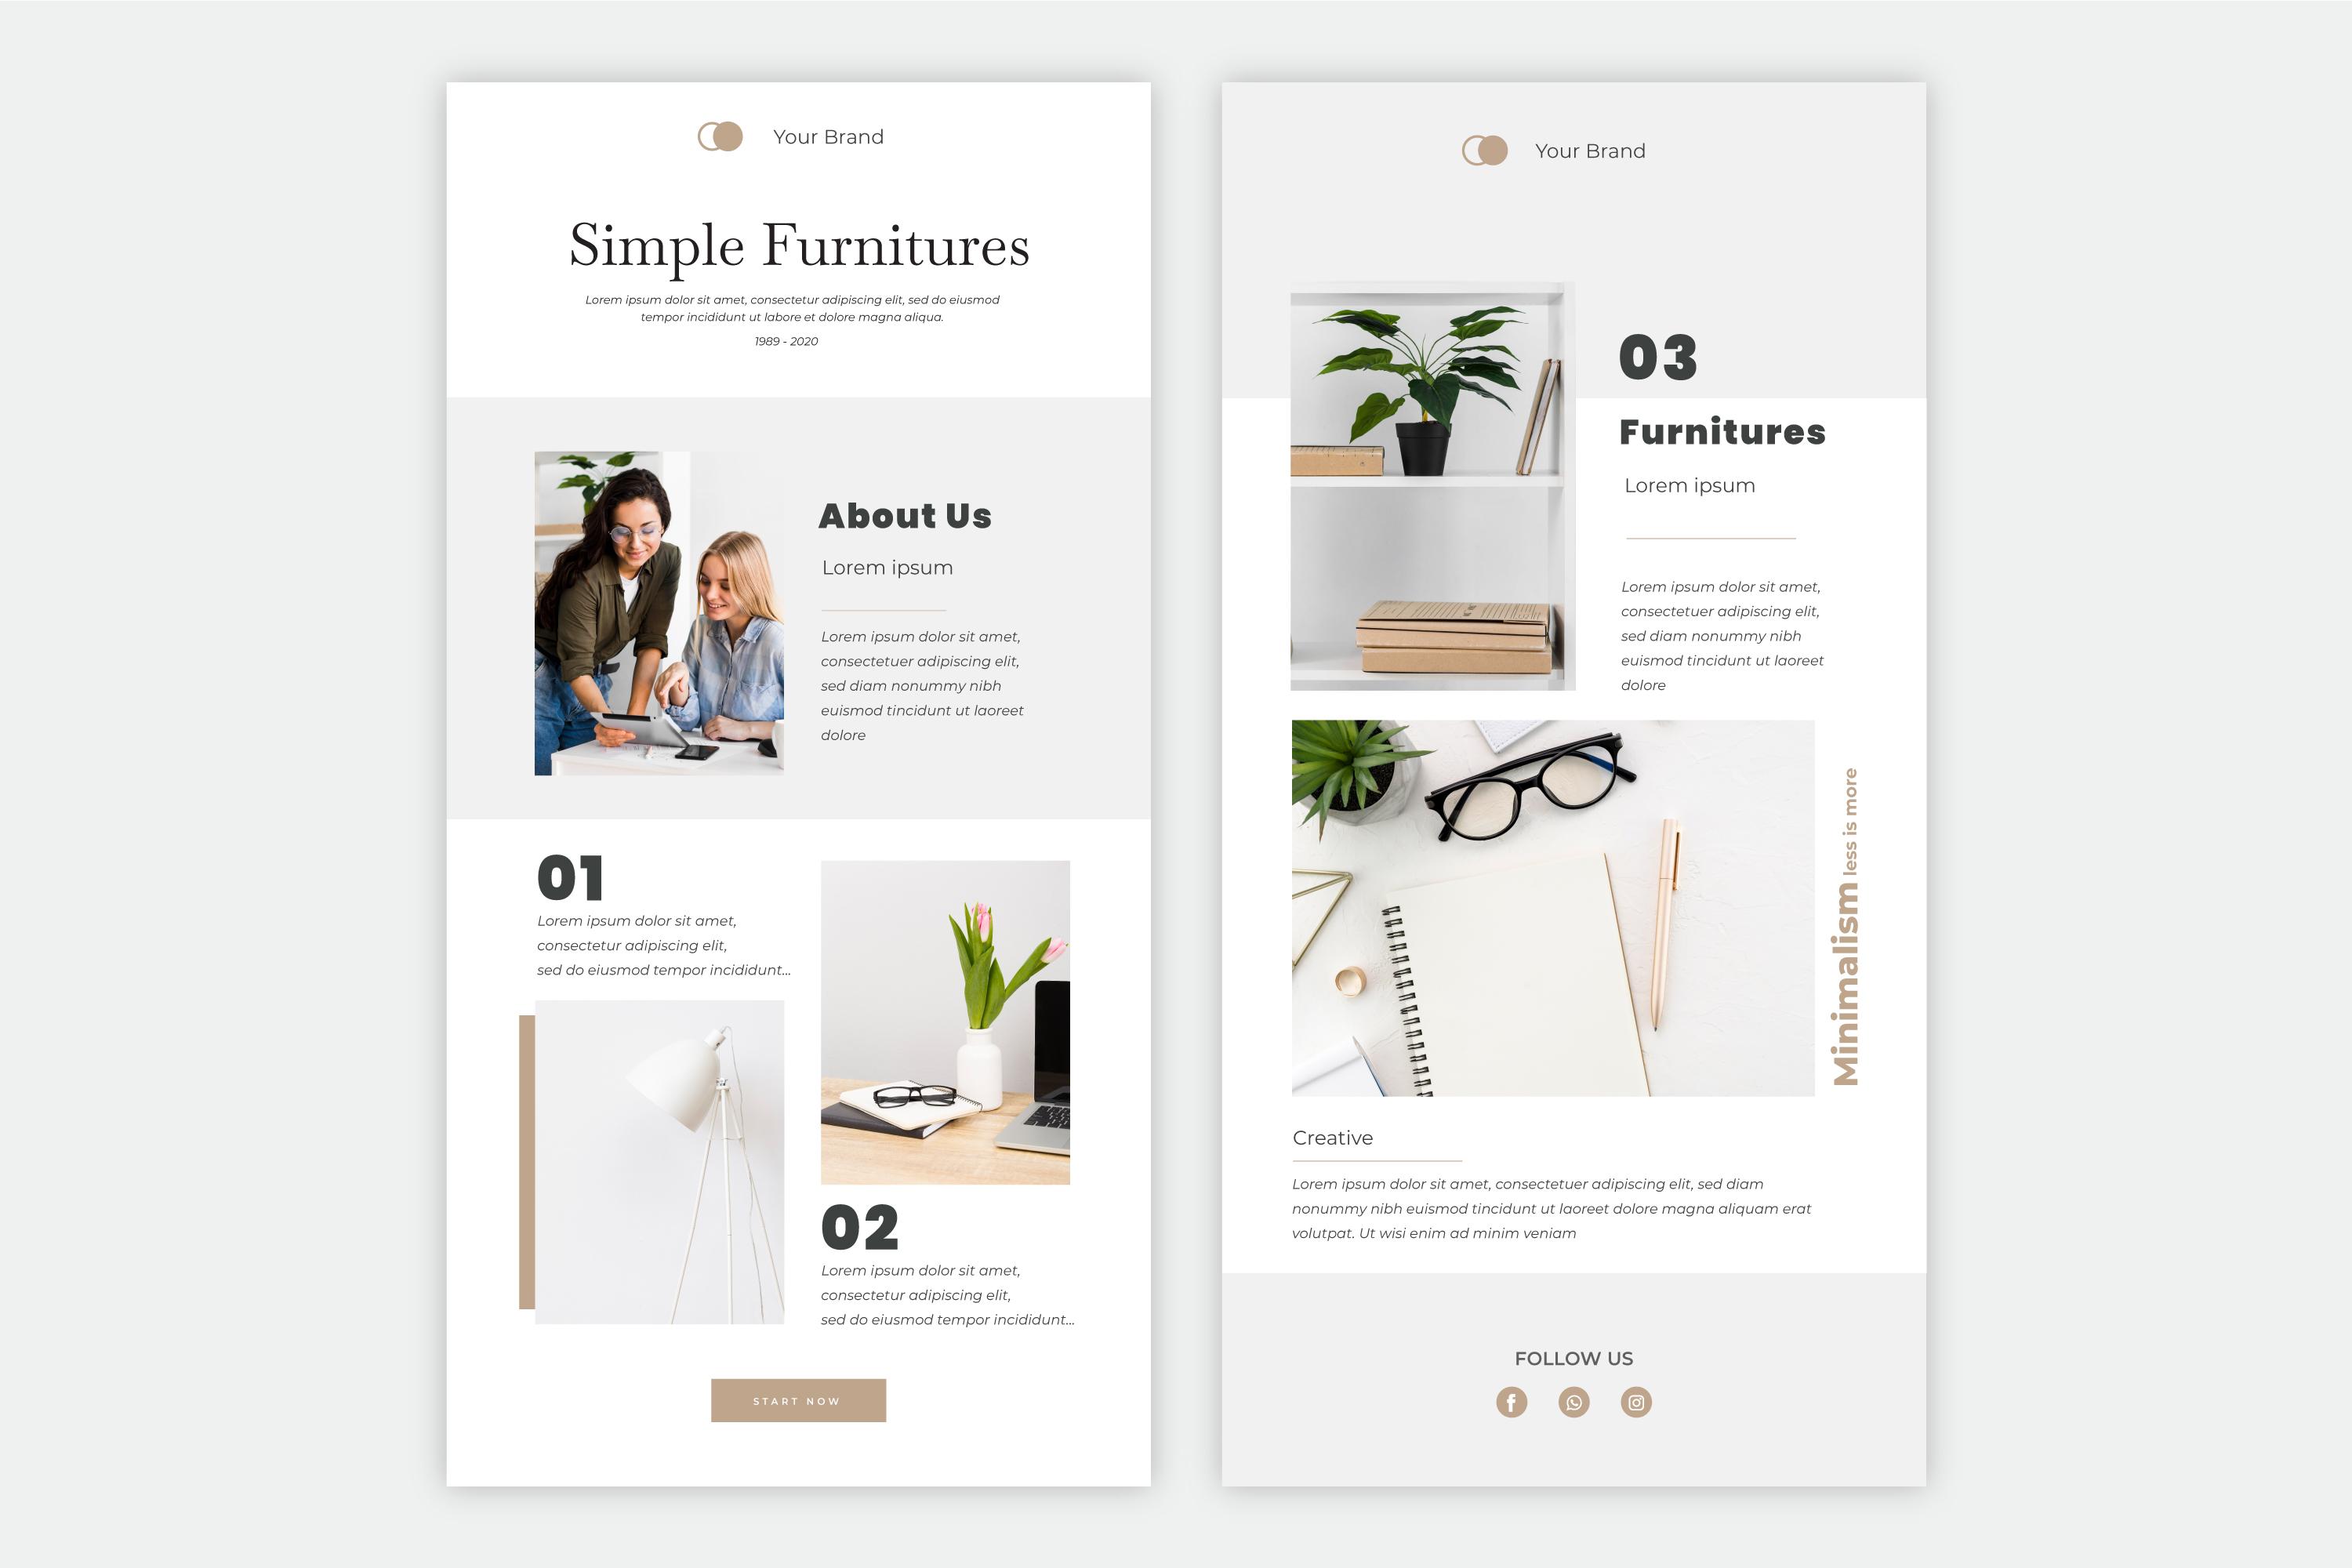 Your Brand
Simple Furnitures
Lorem ipsum dolor sit amet, consectetur adipiscing elit, sed do eiusmod
tempor incididunt ut labore et dolore magna aliqua.
1989 - 2020
About Us
Lorem ipsum
Lorem ipsum dolor sit amet,
consectetuer adipiscing elit,
sed diam nonummy nibh
euismod tincidunt ut laoreet
dolore
01
Lorem ipsum dolor sit amet,
consectetur adipiscing elit,
sed do eiusmod tempor incididunt...
02
Lorem ipsum dolor sit amet,
consectetur adipiscing elit,
sed do eiusmod tempor incididunt...
START NOW
Your Brand
03
Furnitures
Lorem ipsum
Lorem ipsum dolor sit amet,
consectetuer adipiscing elit,
sed diam nonummy nibh
euismod tincidunt ut laoreet
dolore
Minimalism less is more
Creative
Lorem ipsum dolor sit amet, consectetuer adipiscing elit, sed diam
nonummy nibh euismod tincidunt ut laoreet dolore magna aliquam erat
volutpat. Ut wisi enim ad minim veniam
FOLLOW US